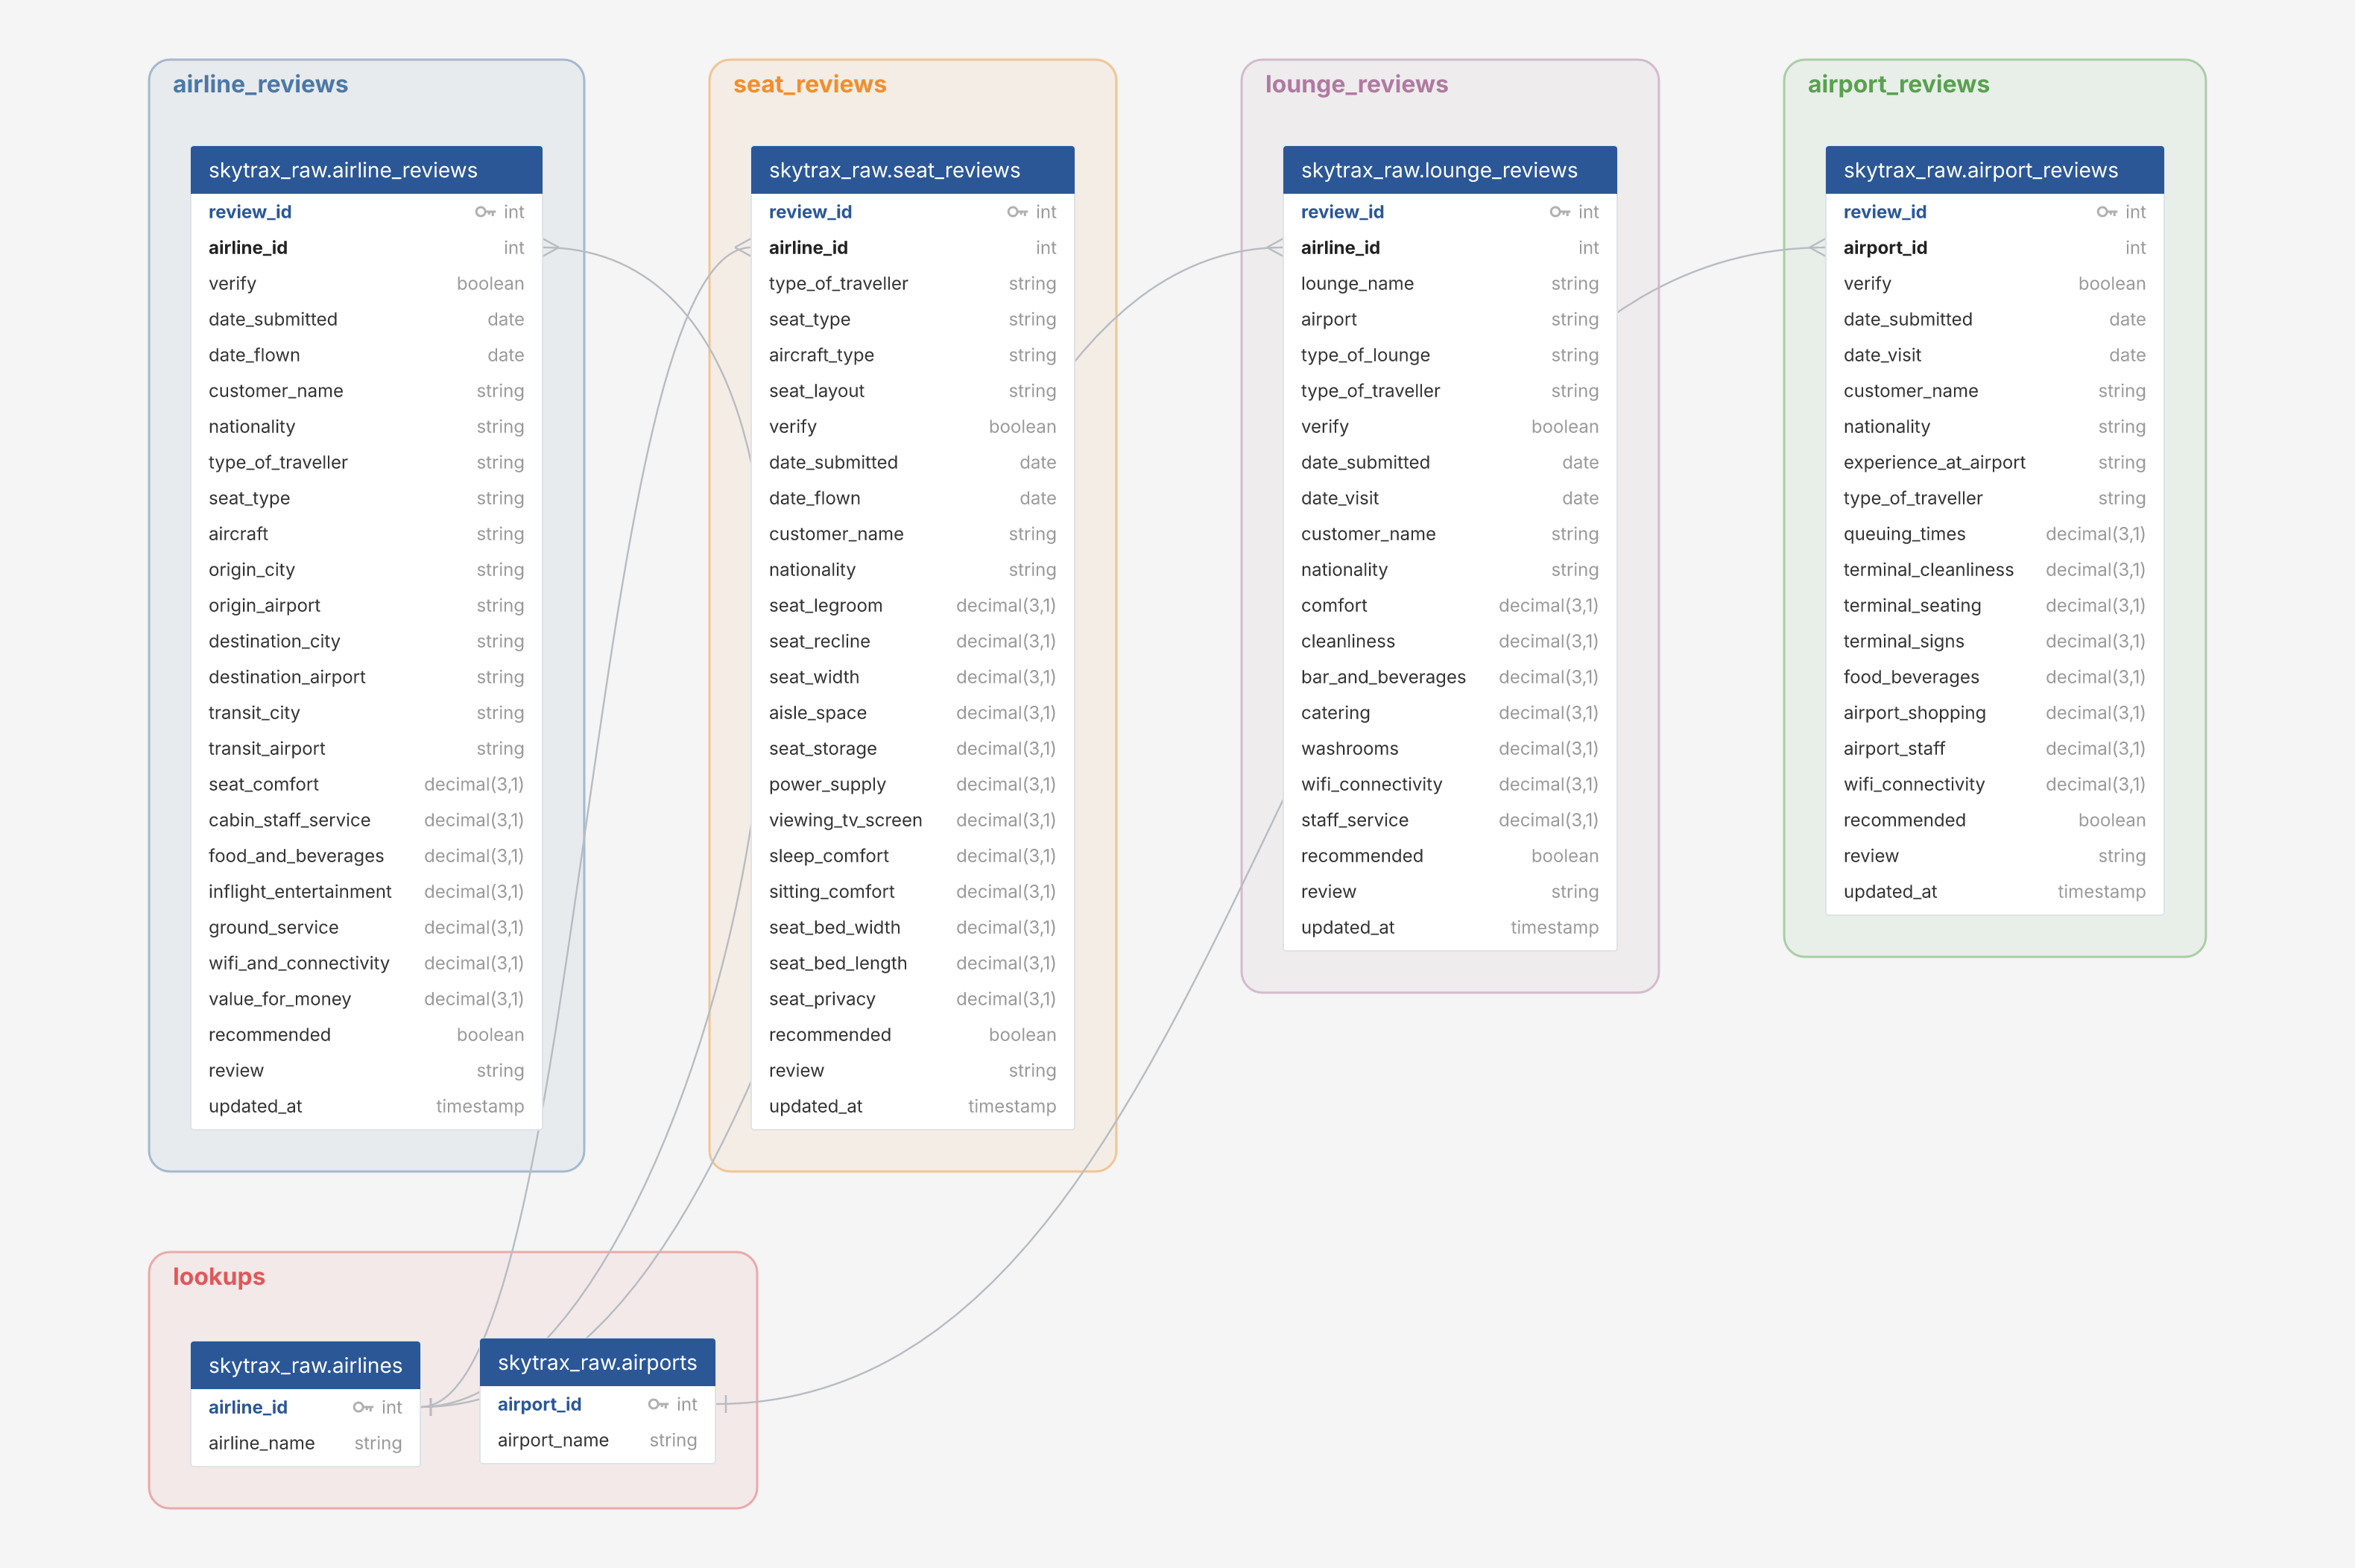 airline_reviews
skytrax_raw.airline_reviews
review_id int
airline_id int
verify boolean
date_submitted date
date_flown date
customer_name string
nationality string
type_of_traveller string
seat_type string
aircraft string
origin_city string
origin_airport string
destination_city string
destination_airport string
transit_city string
transit_airport string
seat_comfort decimal(3,1)
cabin_staff_service decimal(3,1)
food_and_beverages decimal(3,1)
inflight_entertainment decimal(3,1)
ground_service decimal(3,1)
wifi_and_connectivity decimal(3,1)
value_for_money decimal(3,1)
recommended boolean
review string
updated_at timestamp
seat_reviews
skytrax_raw.seat_reviews
review_id int
airline_id int
type_of_traveller string
seat_type string
aircraft_type string
seat_layout string
verify boolean
date_submitted date
date_flown date
customer_name string
nationality string
seat_legroom decimal(3,1)
seat_recline decimal(3,1)
seat_width decimal(3,1)
aisle_space decimal(3,1)
seat_storage decimal(3,1)
power_supply decimal(3,1)
viewing_tv_screen decimal(3,1)
sleep_comfort decimal(3,1)
sitting_comfort decimal(3,1)
seat_bed_width decimal(3,1)
seat_bed_length decimal(3,1)
seat_privacy decimal(3,1)
recommended boolean
review string
updated_at timestamp
lounge_reviews
skytrax_raw.lounge_reviews
review_id int
airline_id int
lounge_name string
airport string
type_of_lounge string
type_of_traveller string
verify boolean
date_submitted date
date_visit date
customer_name string
nationality string
comfort decimal(3,1)
cleanliness decimal(3,1)
bar_and_beverages decimal(3,1)
catering decimal(3,1)
washrooms decimal(3,1)
wifi_connectivity decimal(3,1)
staff_service decimal(3,1)
recommended boolean
review string
updated_at timestamp
airport_reviews
skytrax_raw.airport_reviews
review_id int
airport_id int
verify boolean
date_submitted date
date_visit date
customer_name string
nationality string
experience_at_airport string
type_of_traveller string
queuing_times decimal(3,1)
terminal_cleanliness decimal(3,1)
terminal_seating decimal(3,1)
terminal_signs decimal(3,1)
food_beverages decimal(3,1)
airport_shopping decimal(3,1)
airport_staff decimal(3,1)
wifi_connectivity decimal(3,1)
recommended boolean
review string
updated_at timestamp
lookups
skytrax_raw.airlines
airline_id int
airline_name string
skytrax_raw.airports
airport_id int
airport_name string